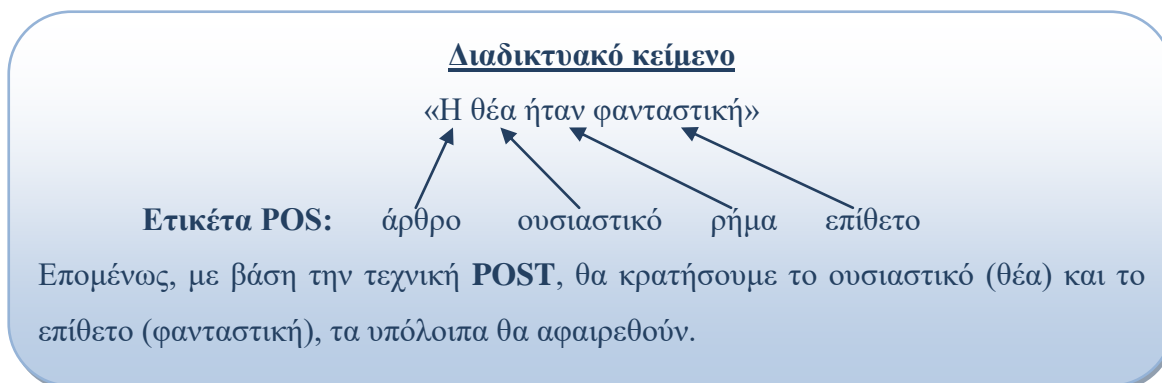 Διαδικτυακό κείμενο
«Η θέα ήταν φανταστική»
Ετικέτα POS: άρθρο ουσιαστικό ρήμα επίθετο
Επομένως, με βάση την τεχνική POST, θα κρατήσουμε το ουσιαστικό (θέα) και το
επίθετο (φανταστική), τα υπόλοιπα θα αφαιρεθούν.